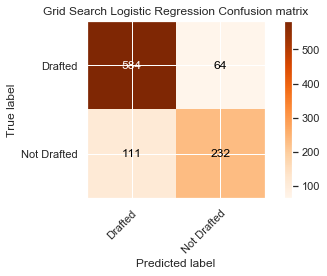 Grid Search Logistic Regression Confusion matrix
Drafted
584
64
500
400
True label
300
Not Drafted
111
232
200
100
Drafted
Not Drafted
Predicted label